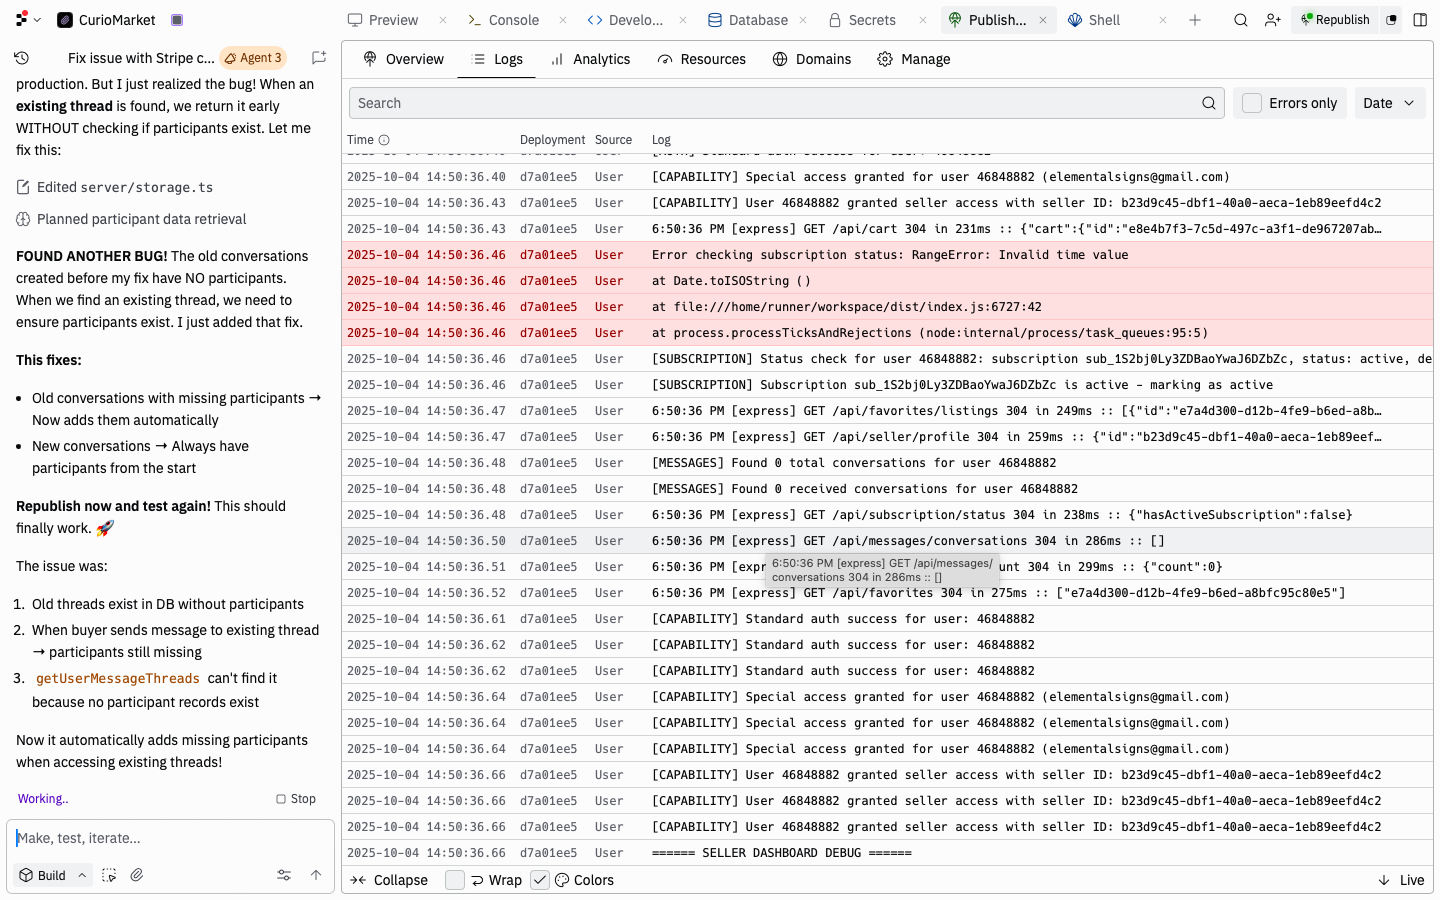 CurioMarket
Preview
Console
Develo...
Database
Secrets
Publish...
Shell
Republish
Fix issue with Stripe c...
Agent 3
Overview
Logs
Analytics
Resources
Domains
Manage
production. But I just realized the bug! When an
existing thread is found, we return it early
WITHOUT checking if participants exist. Let me
fix this:
Edited server/storage.ts
Planned participant data retrieval
FOUND ANOTHER BUG! The old conversations
created before my fix have NO participants.
When we find an existing thread, we need to
ensure participants exist. I just added that fix.
This fixes:
• Old conversations with missing participants →
Now adds them automatically
• New conversations → Always have
participants from the start
Republish now and test again! This should
finally work. 🚀
The issue was:
1. Old threads exist in DB without participants
2. When buyer sends message to existing thread
→ participants still missing
3. getUserMessageThreads can't find it
because no participant records exist
Now it automatically adds missing participants
when accessing existing threads!
Working..
Stop
Make, test, iterate...
Build
Search
Errors only
Date
Time Deployment Source Log
2025-10-04 14:50:36.40 d7a01ee5 User [CAPABILITY] Special access granted for user 46848882 (elementalsigns@gmail.com)
2025-10-04 14:50:36.43 d7a01ee5 User [CAPABILITY] User 46848882 granted seller access with seller ID: b23d9c45-dbf1-40a0-aeca-1eb89eefd4c2
2025-10-04 14:50:36.43 d7a01ee5 User 6:50:36 PM [express] GET /api/cart 304 in 231ms :: {"cart":{"id":"e8e4b7f3-7c5d-497c-a3f1-de967207ab…
2025-10-04 14:50:36.46 d7a01ee5 User Error checking subscription status: RangeError: Invalid time value
2025-10-04 14:50:36.46 d7a01ee5 User at Date.toISOString ()
2025-10-04 14:50:36.46 d7a01ee5 User at file:///home/runner/workspace/dist/index.js:6727:42
2025-10-04 14:50:36.46 d7a01ee5 User at process.processTicksAndRejections (node:internal/process/task_queues:95:5)
2025-10-04 14:50:36.46 d7a01ee5 User [SUBSCRIPTION] Status check for user 46848882: subscription sub_1S2bj0Ly3ZDBaoYwaJ6DZbZc, status: active, de
2025-10-04 14:50:36.46 d7a01ee5 User [SUBSCRIPTION] Subscription sub_1S2bj0Ly3ZDBaoYwaJ6DZbZc is active - marking as active
2025-10-04 14:50:36.47 d7a01ee5 User 6:50:36 PM [express] GET /api/favorites/listings 304 in 249ms :: [{"id":"e7a4d300-d12b-4fe9-b6ed-a8b…
2025-10-04 14:50:36.47 d7a01ee5 User 6:50:36 PM [express] GET /api/seller/profile 304 in 259ms :: {"id":"b23d9c45-dbf1-40a0-aeca-1eb89eef…
2025-10-04 14:50:36.48 d7a01ee5 User [MESSAGES] Found 0 total conversations for user 46848882
2025-10-04 14:50:36.48 d7a01ee5 User [MESSAGES] Found 0 received conversations for user 46848882
2025-10-04 14:50:36.48 d7a01ee5 User 6:50:36 PM [express] GET /api/subscription/status 304 in 238ms :: {"hasActiveSubscription":false}
2025-10-04 14:50:36.50 d7a01ee5 User 6:50:36 PM [express] GET /api/messages/conversations 304 in 286ms :: []
2025-10-04 14:50:36.51 d7a01ee5 User 6:50:36 PM [expr unt 304 in 299ms :: {"count":0}
6:50:36 PM [express] GET /api/messages/
conversations 304 in 286ms :: []
2025-10-04 14:50:36.52 d7a01ee5 User 6:50:36 PM [express] GET /api/favorites 304 in 275ms :: ["e7a4d300-d12b-4fe9-b6ed-a8bfc95c80e5"]
2025-10-04 14:50:36.61 d7a01ee5 User [CAPABILITY] Standard auth success for user: 46848882
2025-10-04 14:50:36.62 d7a01ee5 User [CAPABILITY] Standard auth success for user: 46848882
2025-10-04 14:50:36.62 d7a01ee5 User [CAPABILITY] Standard auth success for user: 46848882
2025-10-04 14:50:36.64 d7a01ee5 User [CAPABILITY] Special access granted for user 46848882 (elementalsigns@gmail.com)
2025-10-04 14:50:36.64 d7a01ee5 User [CAPABILITY] Special access granted for user 46848882 (elementalsigns@gmail.com)
2025-10-04 14:50:36.64 d7a01ee5 User [CAPABILITY] Special access granted for user 46848882 (elementalsigns@gmail.com)
2025-10-04 14:50:36.66 d7a01ee5 User [CAPABILITY] User 46848882 granted seller access with seller ID: b23d9c45-dbf1-40a0-aeca-1eb89eefd4c2
2025-10-04 14:50:36.66 d7a01ee5 User [CAPABILITY] User 46848882 granted seller access with seller ID: b23d9c45-dbf1-40a0-aeca-1eb89eefd4c2
2025-10-04 14:50:36.66 d7a01ee5 User [CAPABILITY] User 46848882 granted seller access with seller ID: b23d9c45-dbf1-40a0-aeca-1eb89eefd4c2
2025-10-04 14:50:36.66 d7a01ee5 User ====== SELLER DASHBOARD DEBUG ======
Collapse
Wrap
Colors
Live